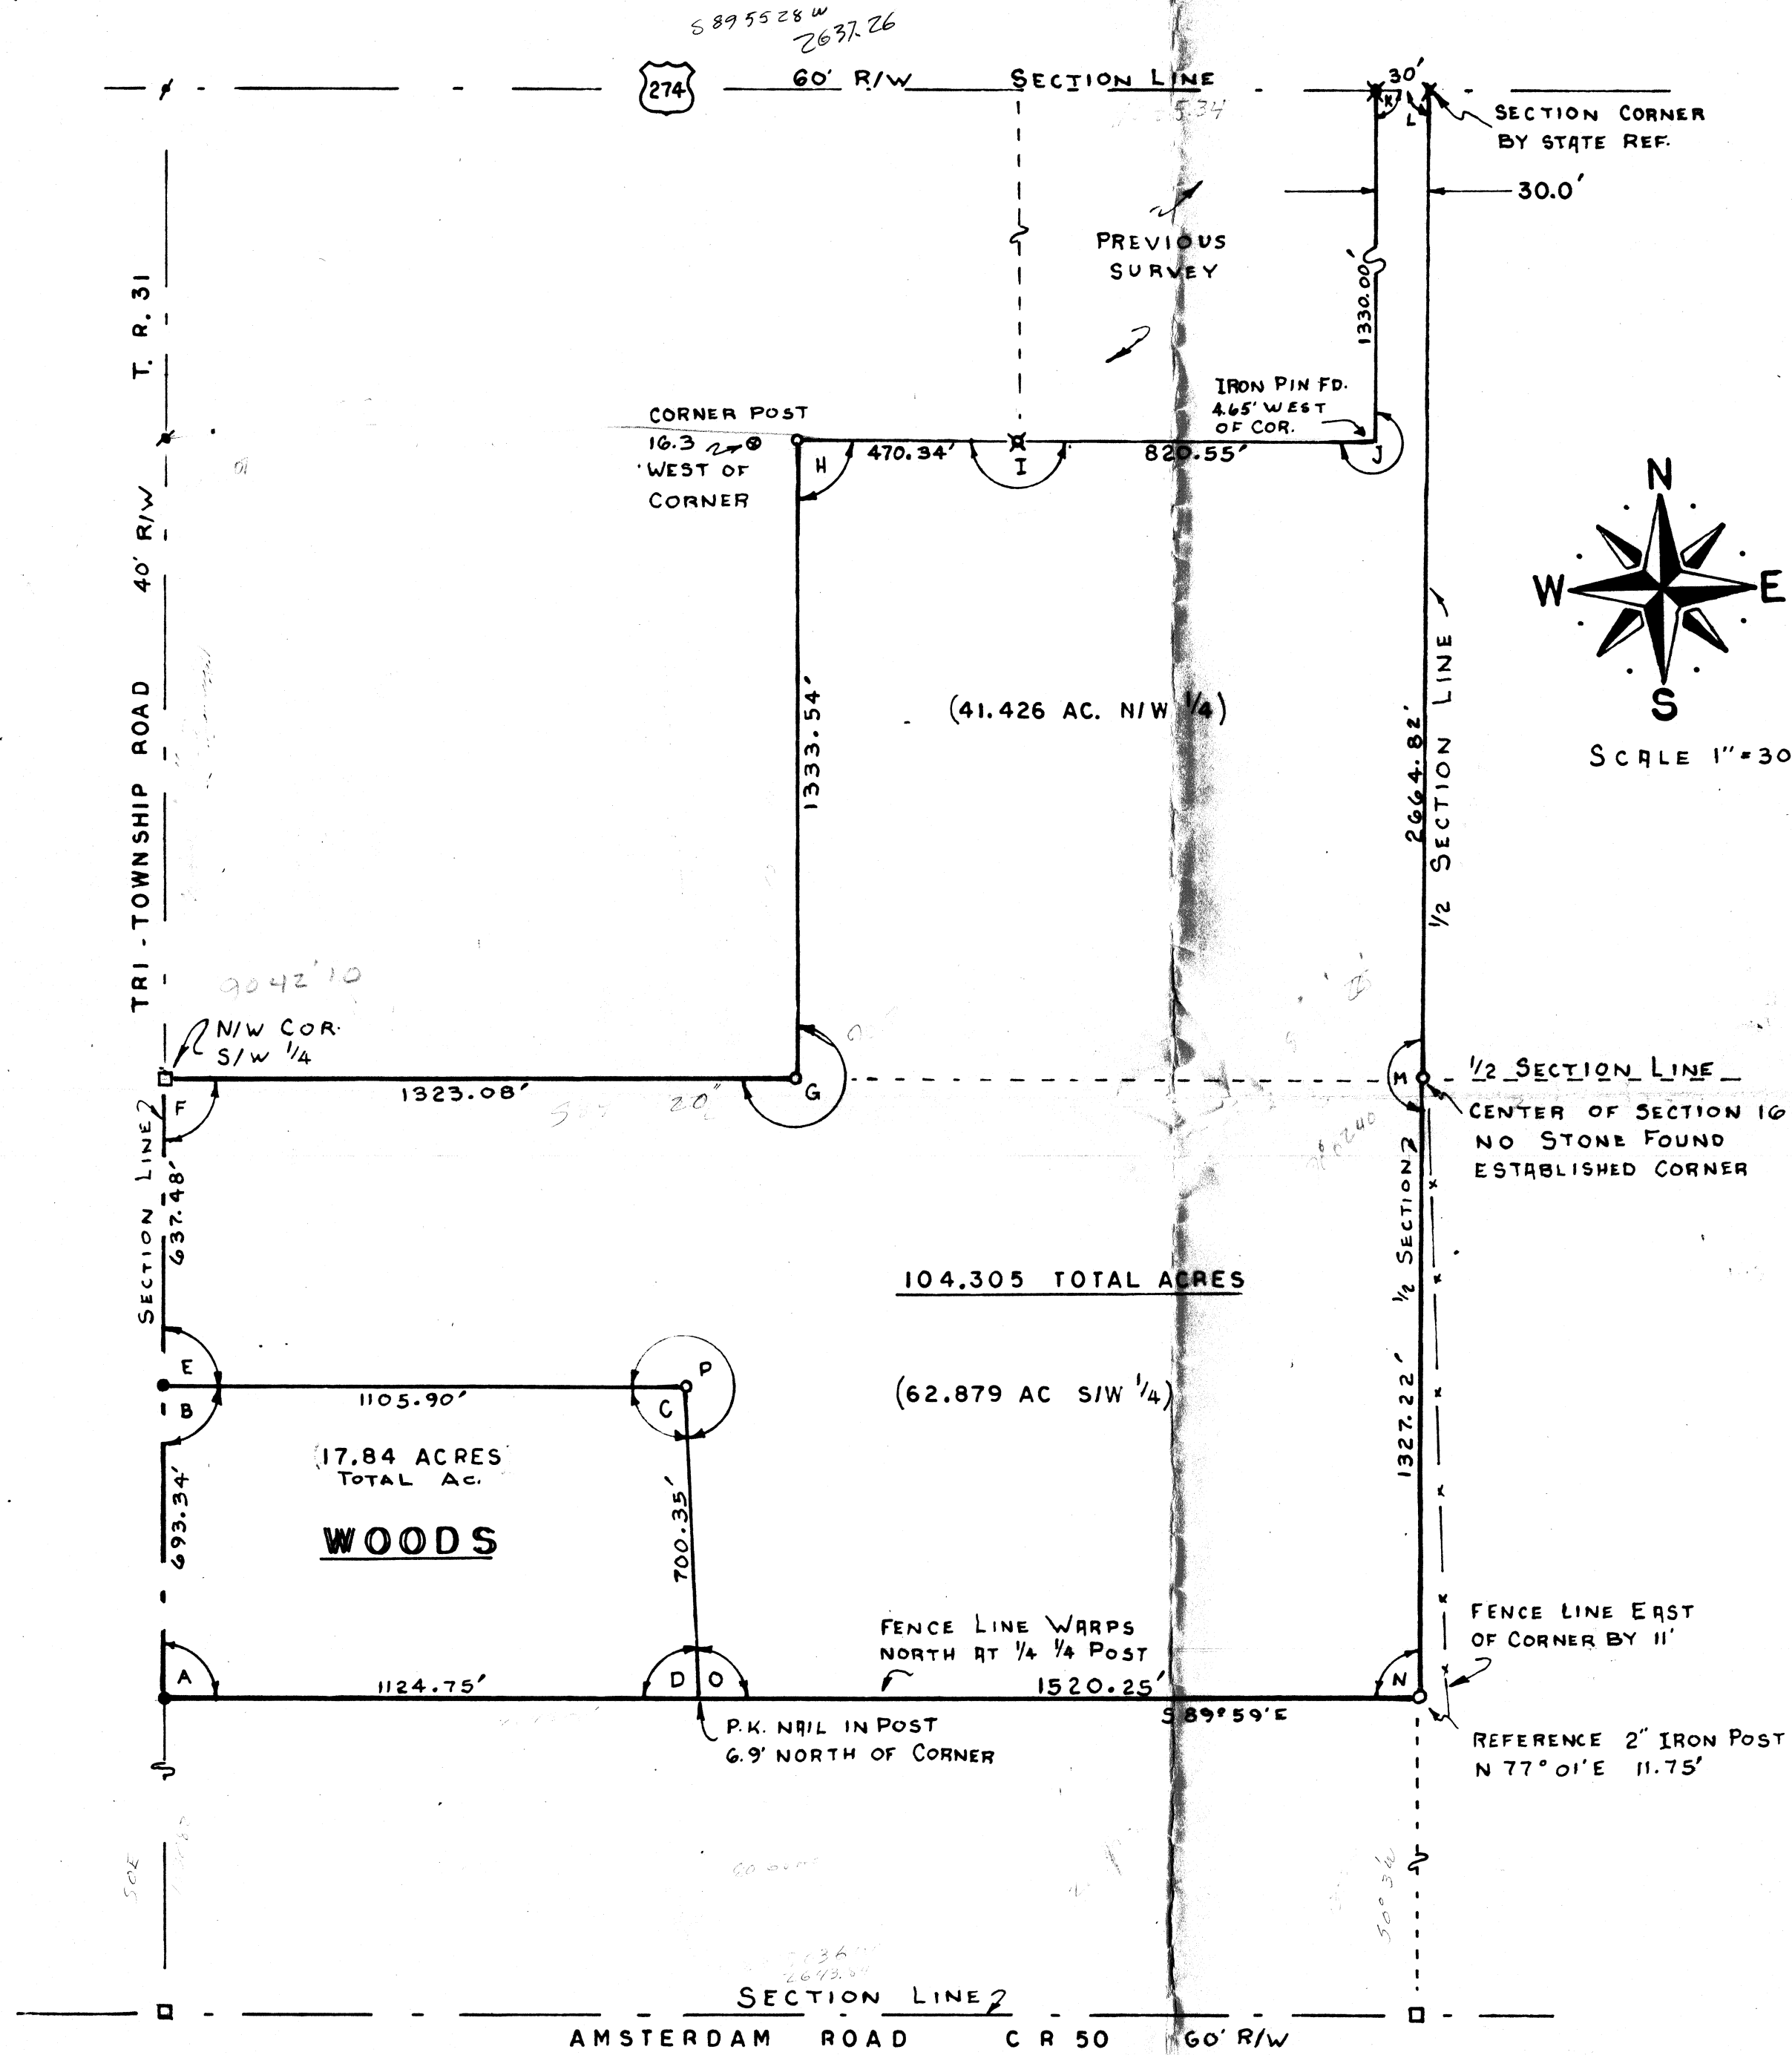 S 89 55 28 W
2637.26
274
60' R/W
SECTION LINE
30'
K
L
5.34
SECTION CORNER
BY STATE REF.
30.0'
PREVIOUS
SURVEY
1330.00'
T. R. 31
IRON PIN FD.
4.65' WEST
OF COR.
CORNER POST
16.3
WEST OF
CORNER
H
470.34'
I
820.55'
J
N
W
E
S
SCALE 1" = 30
40' R/W
TRI - TOWNSHIP ROAD
1333.54'
(41.426 AC. N/W 1/4)
2664.82'
1/2 SECTION LINE
9042'10
N/W COR.
S/W 1/4
F
1323.08'
20"
G
M
1/2 SECTION LINE
CENTER OF SECTION 16
NO STONE FOUND
ESTABLISHED CORNER
SECTION LINE
637.48'
1/2 SECTION
104.305 TOTAL ACRES
E
B
1105.90'
P
C
(62.879 AC S/W 1/4)
1327.22'
17.84 ACRES
TOTAL AC.
WOODS
693.34'
700.35'
FENCE LINE WARPS
NORTH AT 1/4 1/4 POST
FENCE LINE EAST
OF CORNER BY 11'
A
1124.75'
D
O
1520.25'
N
S 89° 59' E
P.K. NAIL IN POST
6.9' NORTH OF CORNER
REFERENCE 2" IRON POST
N 77° 01' E 11.75'
SECTION LINE
AMSTERDAM ROAD C R 50 60' R/W